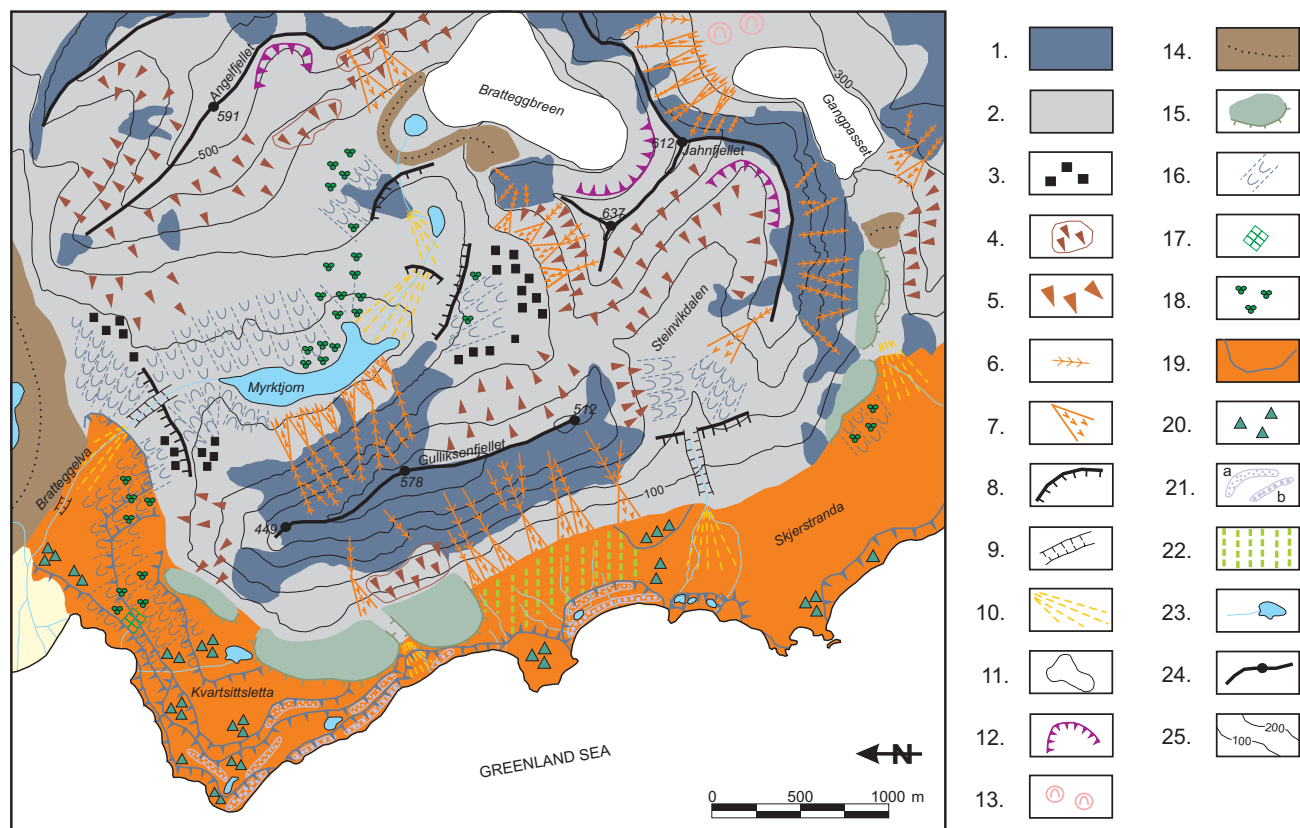 Angelfjellet
591
500
Bratteggbreen
300
Gangpasset
612
Jahnfjellet
637
Steinvikdalen
Myrktjorn
512
Gulliksenfjellet
578
449
100
Bratteggelva
Skjerstranda
Kvartsittsletta
GREENLAND SEA
N
0 500 1000 m
1.
2.
3.
4.
5.
6.
7.
8.
9.
10.
11.
12.
13.
14.
15.
16.
17.
18.
19.
20.
21. a b
22.
23.
24.
25. 100 200